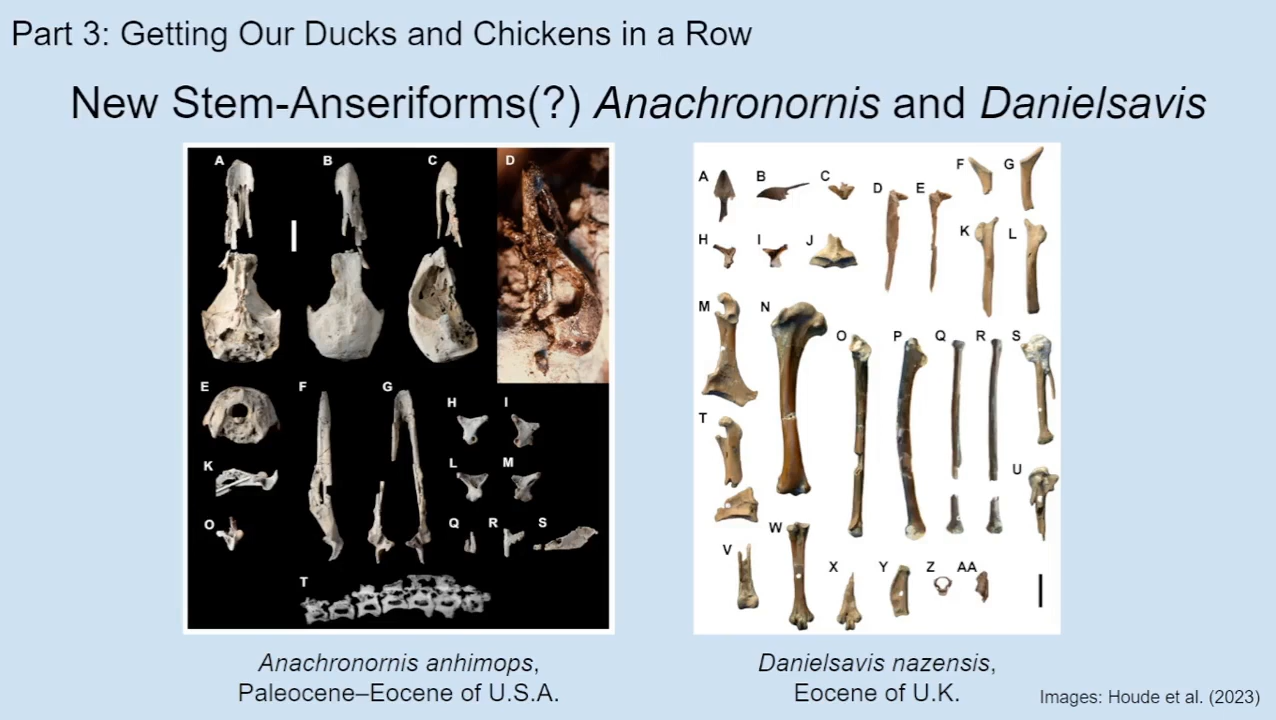 Part 3: Getting Our Ducks and Chickens in a Row
New Stem-Anseriforms(?) Anachronornis and Danielsavis
A B C D
E F G H I
K L M
O Q R S
T
A B C D E F G
H I J K L
M N O P Q R S
T U
V W X Y Z AA
Anachronornis anhimops,
Paleocene–Eocene of U.S.A.
Danielsavis nazensis,
Eocene of U.K.
Images: Houde et al. (2023)